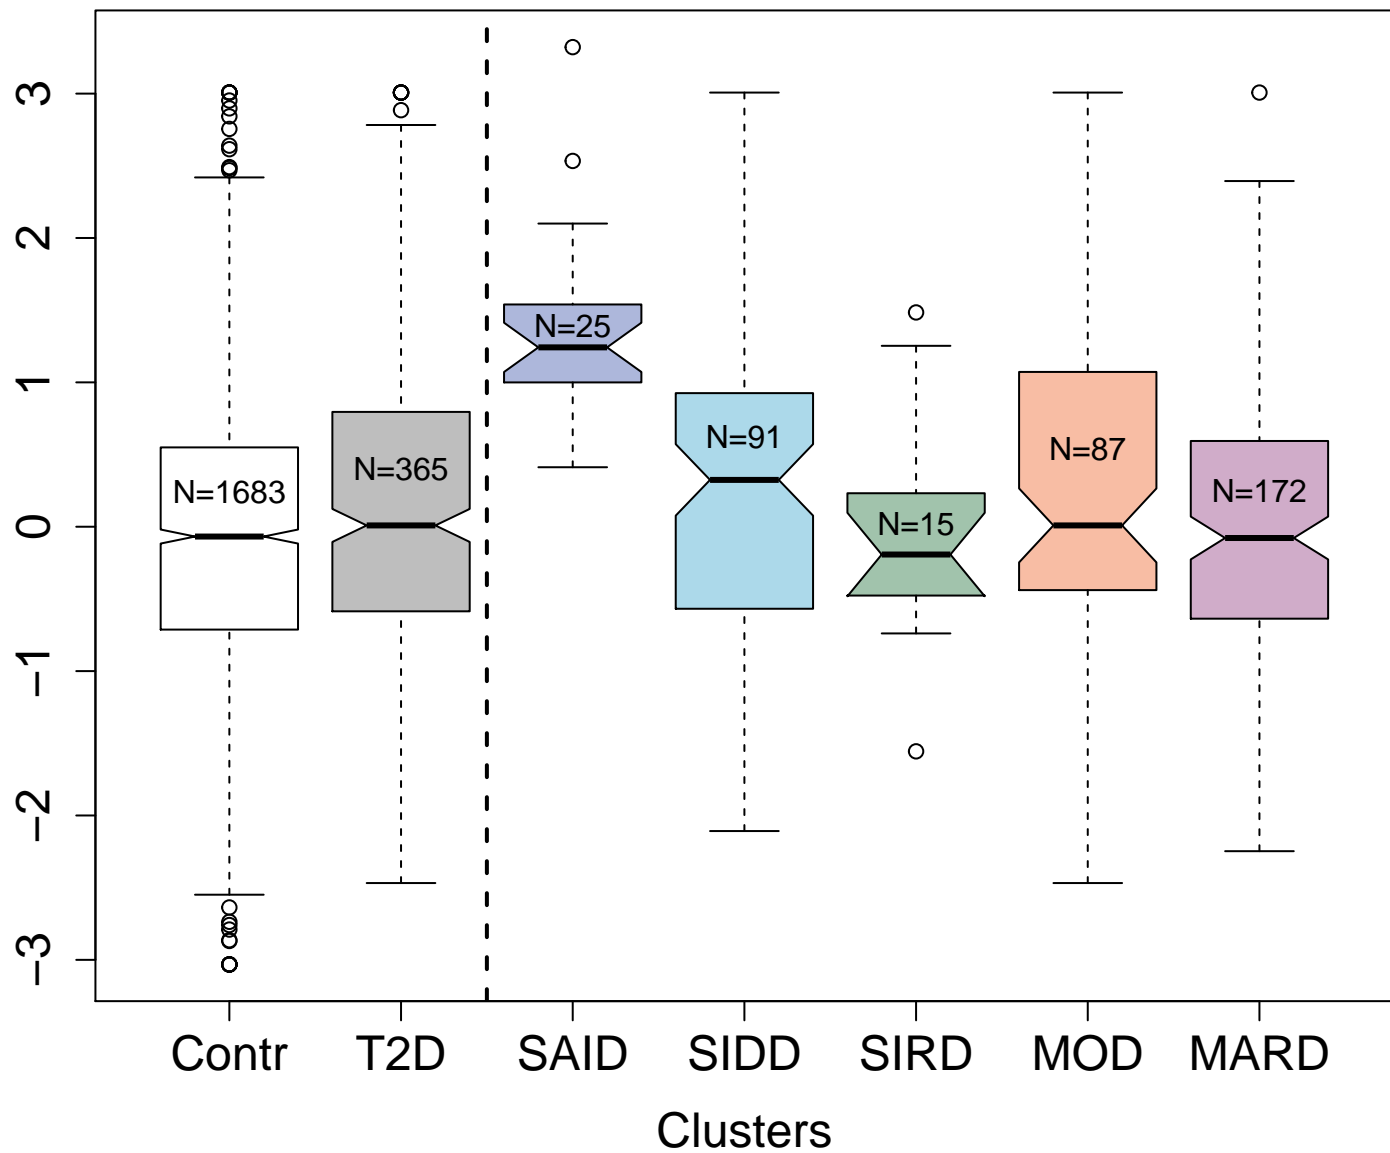 3
2
1
0
−1
−2
−3
N=1683
N=365
N=25
N=91
N=15
N=87
N=172
Contr T2D SAID SIDD SIRD MOD MARD
Clusters